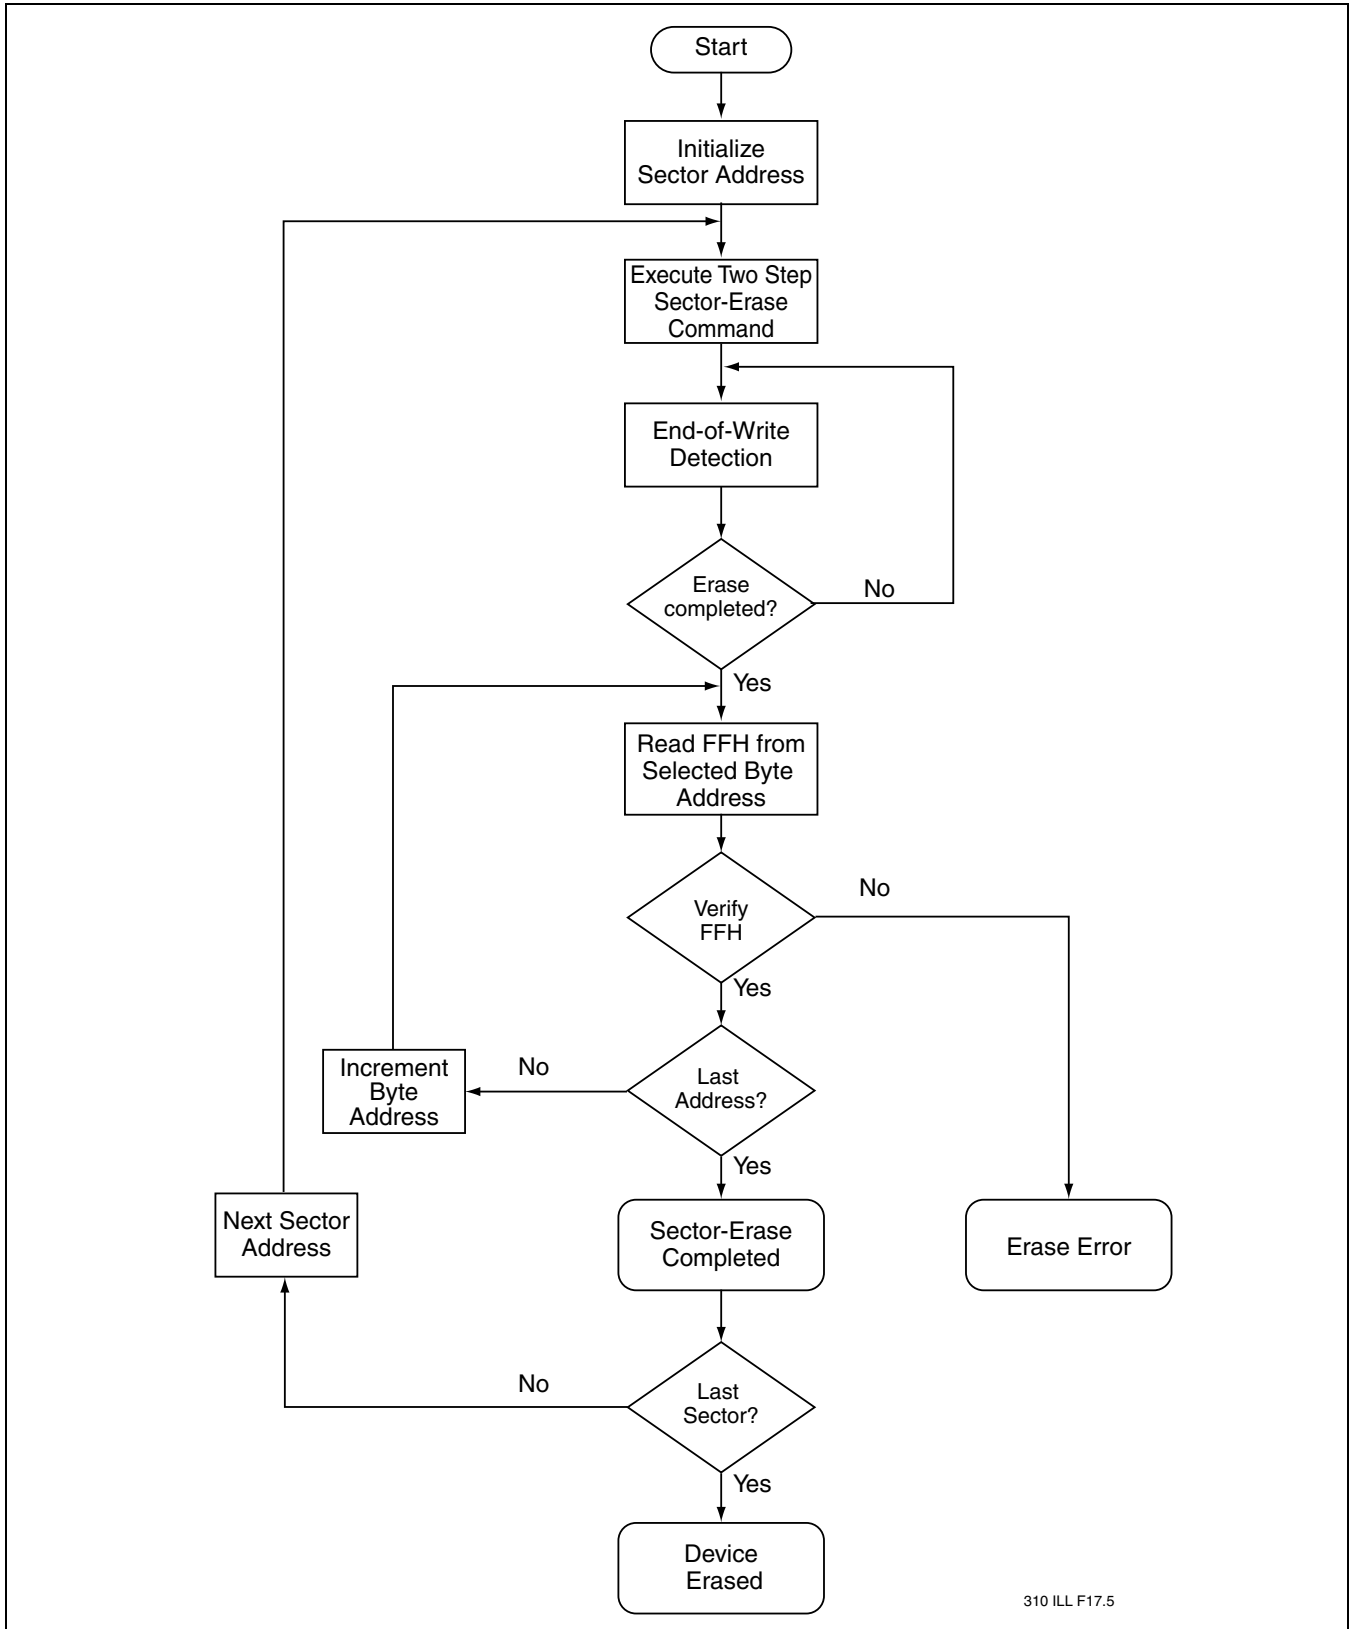 Start
Initialize
Sector Address
Execute Two Step
Sector-Erase
Command
End-of-Write
Detection
Erase
completed?
No
Yes
Read FFH from
Selected Byte
Address
Verify
FFH
No
Yes
Last
Address?
No
Increment
Byte
Address
Yes
Sector-Erase
Completed
Erase Error
Next Sector
Address
Last
Sector?
No
Yes
Device
Erased
310 ILL F17.5